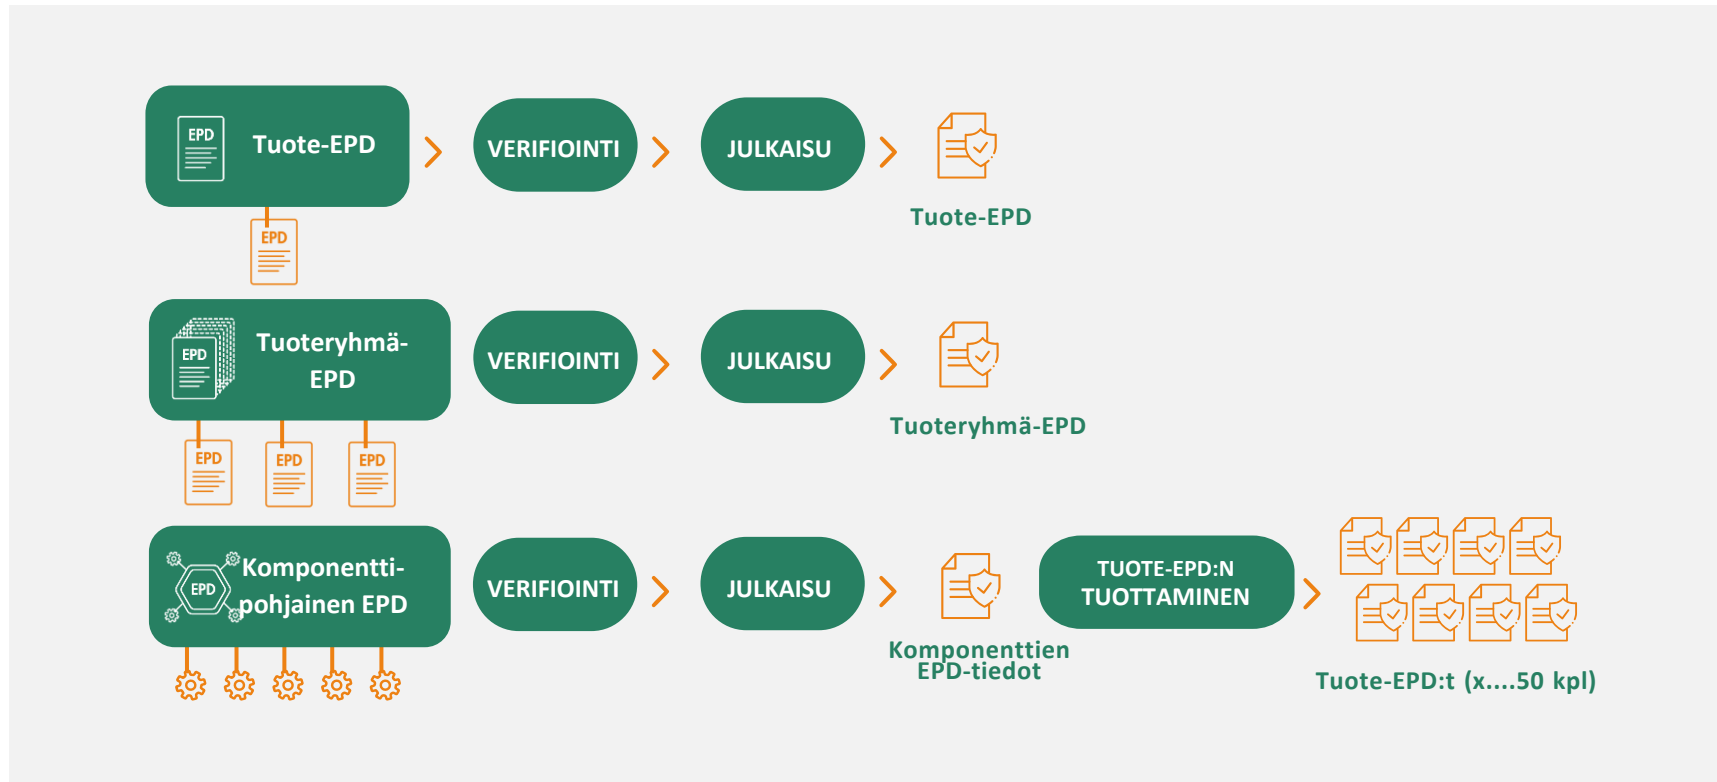 EPD
Tuote-EPD
VERIFIOINTI
JULKAISU
Tuote-EPD
EPD
EPD
Tuoteryhmä-
EPD
VERIFIOINTI
JULKAISU
Tuoteryhmä-EPD
EPD
EPD
EPD
EPD
Komponentti-
pohjainen EPD
VERIFIOINTI
JULKAISU
Komponenttien
EPD-tiedot
TUOTE-EPD:N
TUOTTAMINEN
Tuote-EPD:t (x....50 kpl)